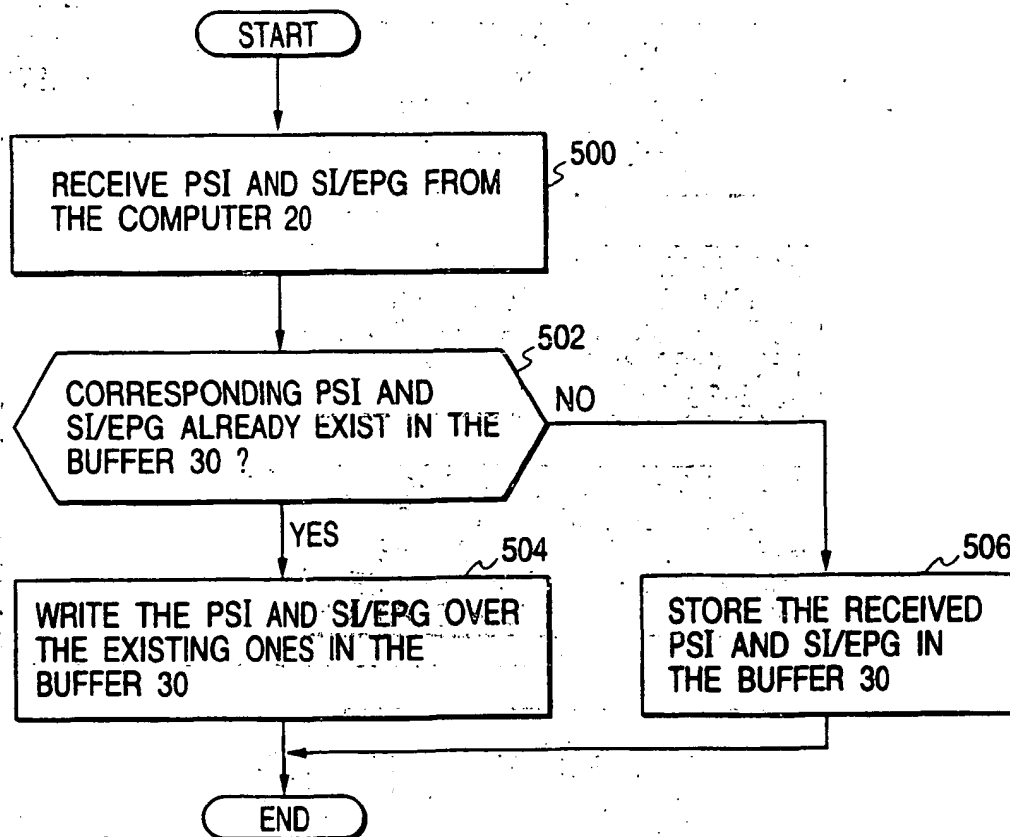 START
500
RECEIVE PSI AND SI/EPG FROM
THE COMPUTER 20
502
CORRESPONDING PSI AND
SI/EPG ALREADY EXIST IN THE
BUFFER 30 ?
NO
YES
504
WRITE THE PSI AND SI/EPG OVER
THE EXISTING ONES IN THE
BUFFER 30
506
STORE THE RECEIVED
PSI AND SI/EPG IN
THE BUFFER 30
END